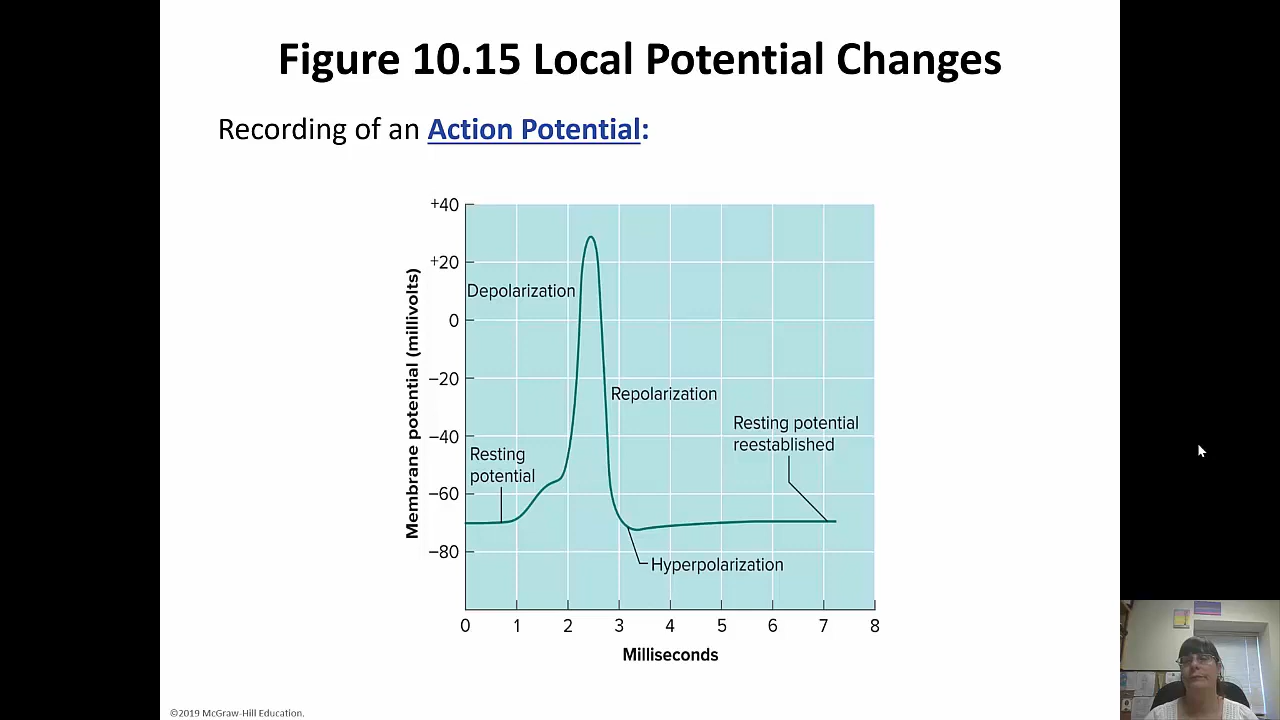 Figure 10.15 Local Potential Changes
Recording of an Action Potential:
+40
+20
0
−20
−40
−60
−80
Membrane potential (millivolts)
Depolarization
Repolarization
Resting
potential
Resting potential
reestablished
Hyperpolarization
0 1 2 3 4 5 6 7 8
Milliseconds
©2019 McGraw-Hill Education.